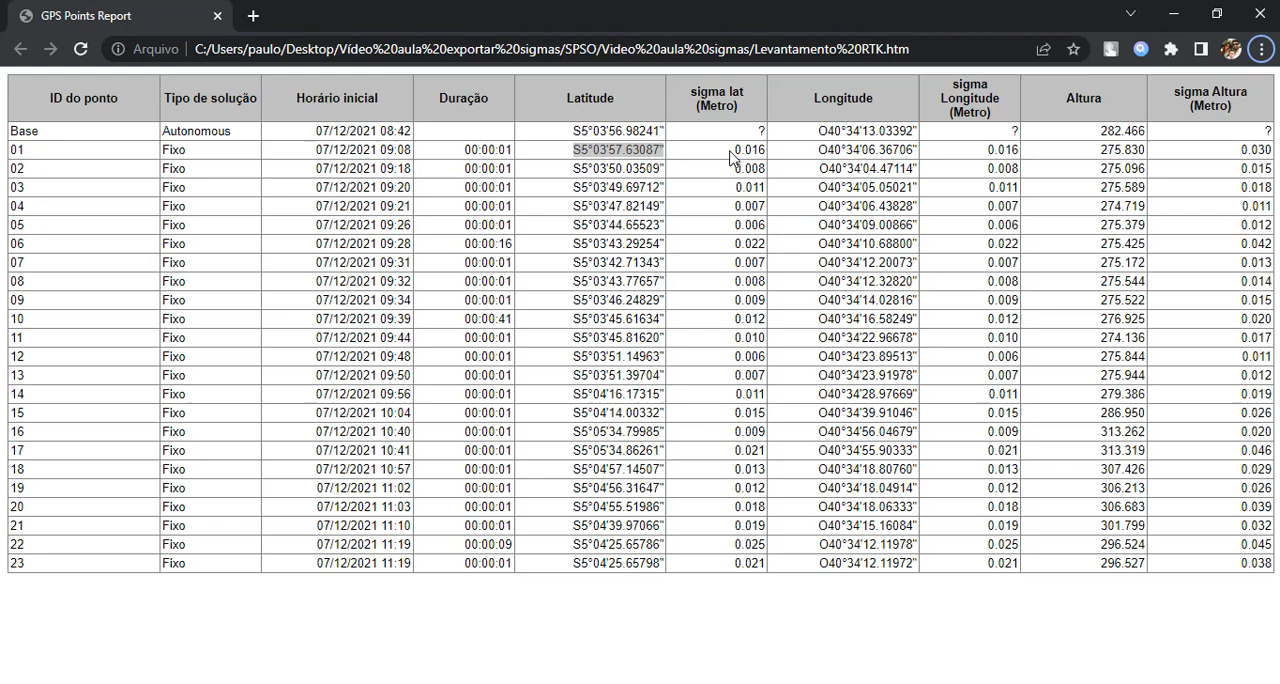 GPS Points Report
Arquivo C:/Users/paulo/Desktop/Vídeo%20aula%20exportar%20sigmas/SPSO/Video%20aula%20sigmas/Levantamento%20RTK.htm
ID do ponto Tipo de solução Horário inicial Duração Latitude sigma lat (Metro) Longitude sigma Longitude (Metro) Altura sigma Altura (Metro)
Base Autonomous 07/12/2021 08:42 S5°03'56.98241" ? O40°34'13.03392" ? 282.466 ?
01 Fixo 07/12/2021 09:08 00:00:01 S5°03'57.63087" 0.016 O40°34'06.36706" 0.016 275.830 0.030
02 Fixo 07/12/2021 09:18 00:00:01 S5°03'50.03509" 0.008 O40°34'04.47114" 0.008 275.096 0.015
03 Fixo 07/12/2021 09:20 00:00:01 S5°03'49.69712" 0.011 O40°34'05.05021" 0.011 275.589 0.018
04 Fixo 07/12/2021 09:21 00:00:01 S5°03'47.82149" 0.007 O40°34'06.43828" 0.007 274.719 0.011
05 Fixo 07/12/2021 09:26 00:00:01 S5°03'44.65523" 0.006 O40°34'09.00866" 0.006 275.379 0.012
06 Fixo 07/12/2021 09:28 00:00:16 S5°03'43.29254" 0.022 O40°34'10.68800" 0.022 275.425 0.042
07 Fixo 07/12/2021 09:31 00:00:01 S5°03'42.71343" 0.007 O40°34'12.20073" 0.007 275.172 0.013
08 Fixo 07/12/2021 09:32 00:00:01 S5°03'43.77657" 0.008 O40°34'12.32820" 0.008 275.544 0.014
09 Fixo 07/12/2021 09:34 00:00:01 S5°03'46.24829" 0.009 O40°34'14.02816" 0.009 275.522 0.015
10 Fixo 07/12/2021 09:39 00:00:41 S5°03'45.61634" 0.012 O40°34'16.58249" 0.012 276.925 0.020
11 Fixo 07/12/2021 09:44 00:00:01 S5°03'45.81620" 0.010 O40°34'22.96678" 0.010 274.136 0.017
12 Fixo 07/12/2021 09:48 00:00:01 S5°03'51.14963" 0.006 O40°34'23.89513" 0.006 275.844 0.011
13 Fixo 07/12/2021 09:50 00:00:01 S5°03'51.39704" 0.007 O40°34'23.91978" 0.007 275.944 0.012
14 Fixo 07/12/2021 09:56 00:00:01 S5°04'16.17315" 0.011 O40°34'28.97669" 0.011 279.386 0.019
15 Fixo 07/12/2021 10:04 00:00:01 S5°04'14.00332" 0.015 O40°34'39.91046" 0.015 286.950 0.026
16 Fixo 07/12/2021 10:40 00:00:01 S5°05'34.79985" 0.009 O40°34'56.04679" 0.009 313.262 0.020
17 Fixo 07/12/2021 10:41 00:00:01 S5°05'34.86261" 0.021 O40°34'55.90333" 0.021 313.319 0.046
18 Fixo 07/12/2021 10:57 00:00:01 S5°04'57.14507" 0.013 O40°34'18.80760" 0.013 307.426 0.029
19 Fixo 07/12/2021 11:02 00:00:01 S5°04'56.31647" 0.012 O40°34'18.04914" 0.012 306.213 0.026
20 Fixo 07/12/2021 11:03 00:00:01 S5°04'55.51986" 0.018 O40°34'18.06333" 0.018 306.683 0.039
21 Fixo 07/12/2021 11:10 00:00:01 S5°04'39.97066" 0.019 O40°34'15.16084" 0.019 301.799 0.032
22 Fixo 07/12/2021 11:19 00:00:09 S5°04'25.65786" 0.025 O40°34'12.11978" 0.025 296.524 0.045
23 Fixo 07/12/2021 11:19 00:00:01 S5°04'25.65798" 0.021 O40°34'12.11972" 0.021 296.527 0.038